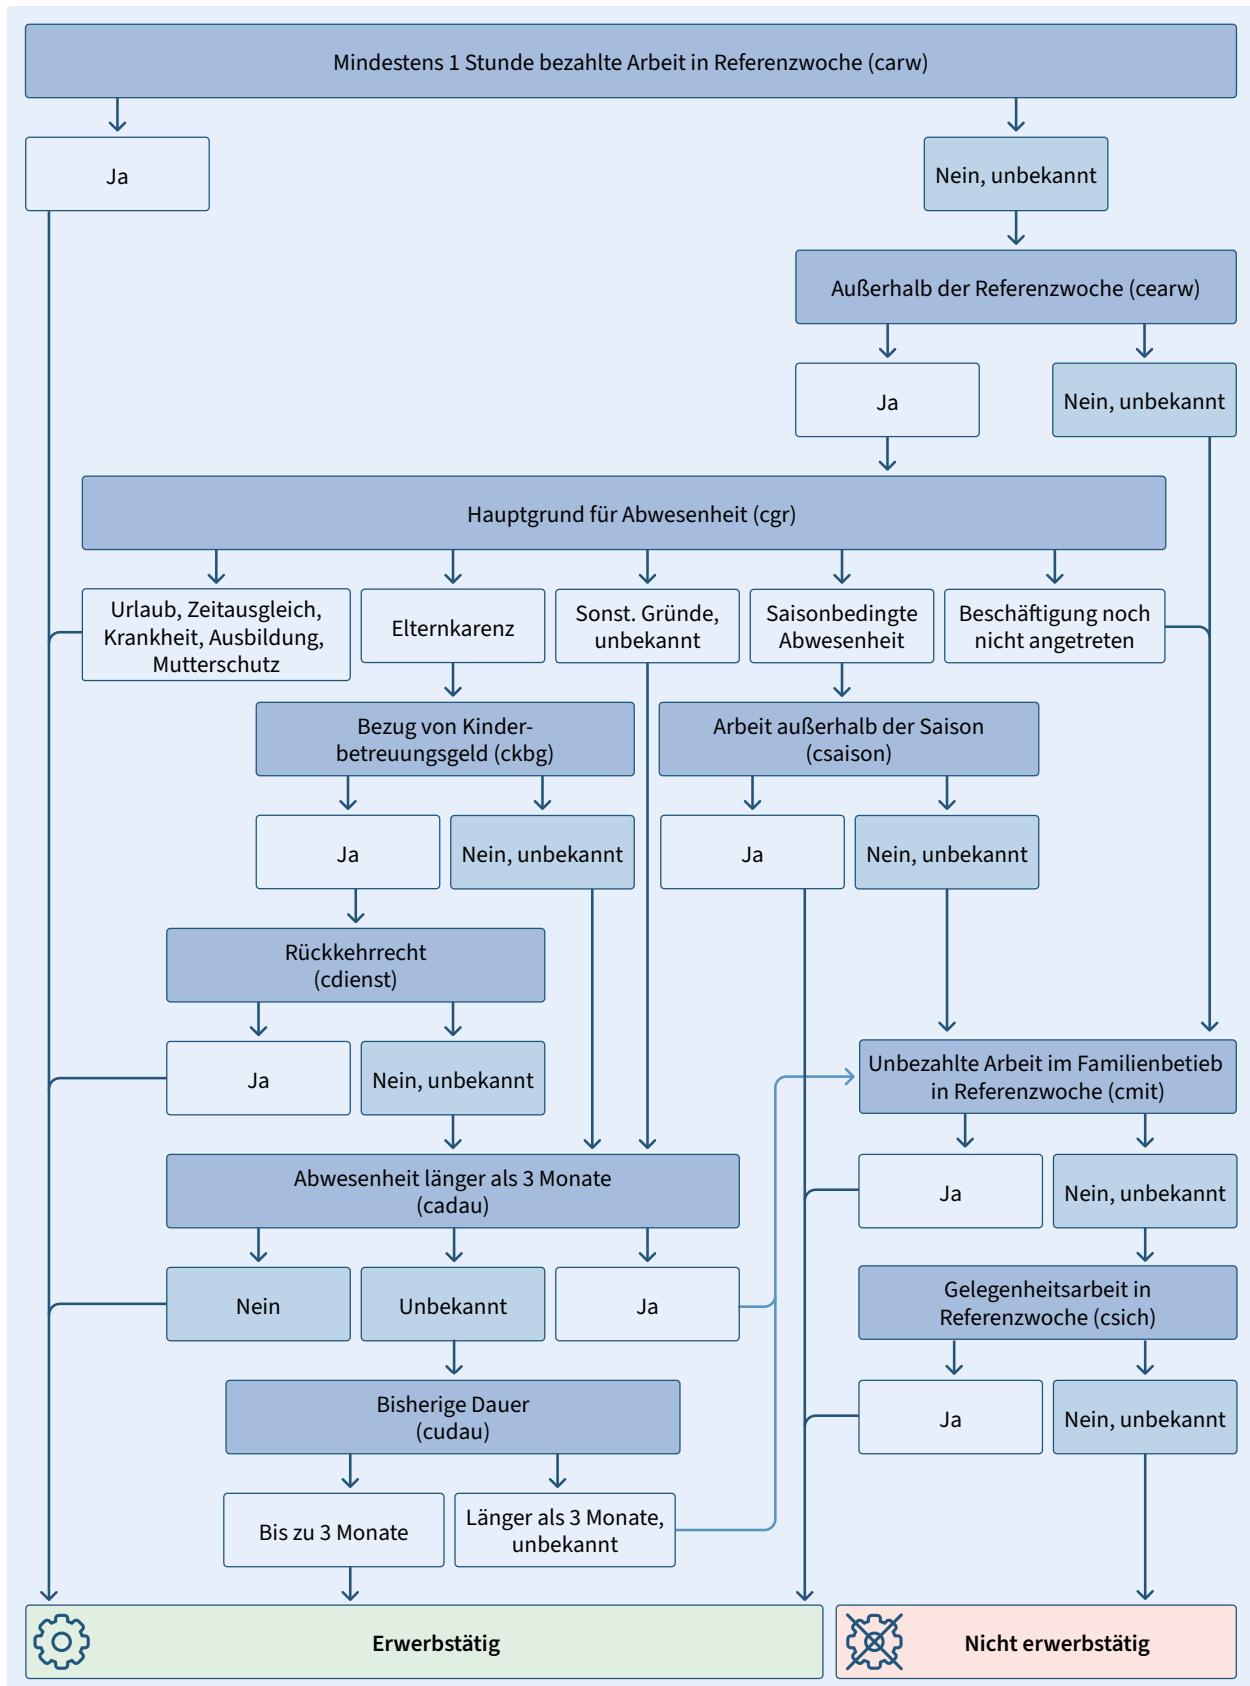 Mindestens 1 Stunde bezahlte Arbeit in Referenzwoche (carw)
Ja
Nein, unbekannt
Außerhalb der Referenzwoche (cearw)
Ja
Nein, unbekannt
Hauptgrund für Abwesenheit (cgr)
Urlaub, Zeitausgleich,
Krankheit, Ausbildung,
Mutterschutz
Elternkarenz
Sonst. Gründe,
unbekannt
Saisonbedingte
Abwesenheit
Beschäftigung noch
nicht angetreten
Bezug von Kinder-
betreuungsgeld (ckbg)
Arbeit außerhalb der Saison
(csaison)
Ja
Nein, unbekannt
Ja
Nein, unbekannt
Rückkehrrecht
(cdienst)
Ja
Nein, unbekannt
Unbezahlte Arbeit im Familienbetieb
in Referenzwoche (cmit)
Abwesenheit länger als 3 Monate
(cadau)
Ja
Nein, unbekannt
Nein
Unbekannt
Ja
Gelegenheitsarbeit in
Referenzwoche (csich)
Bisherige Dauer
(cudau)
Ja
Nein, unbekannt
Bis zu 3 Monate
Länger als 3 Monate,
unbekannt
Erwerbstätig
Nicht erwerbstätig